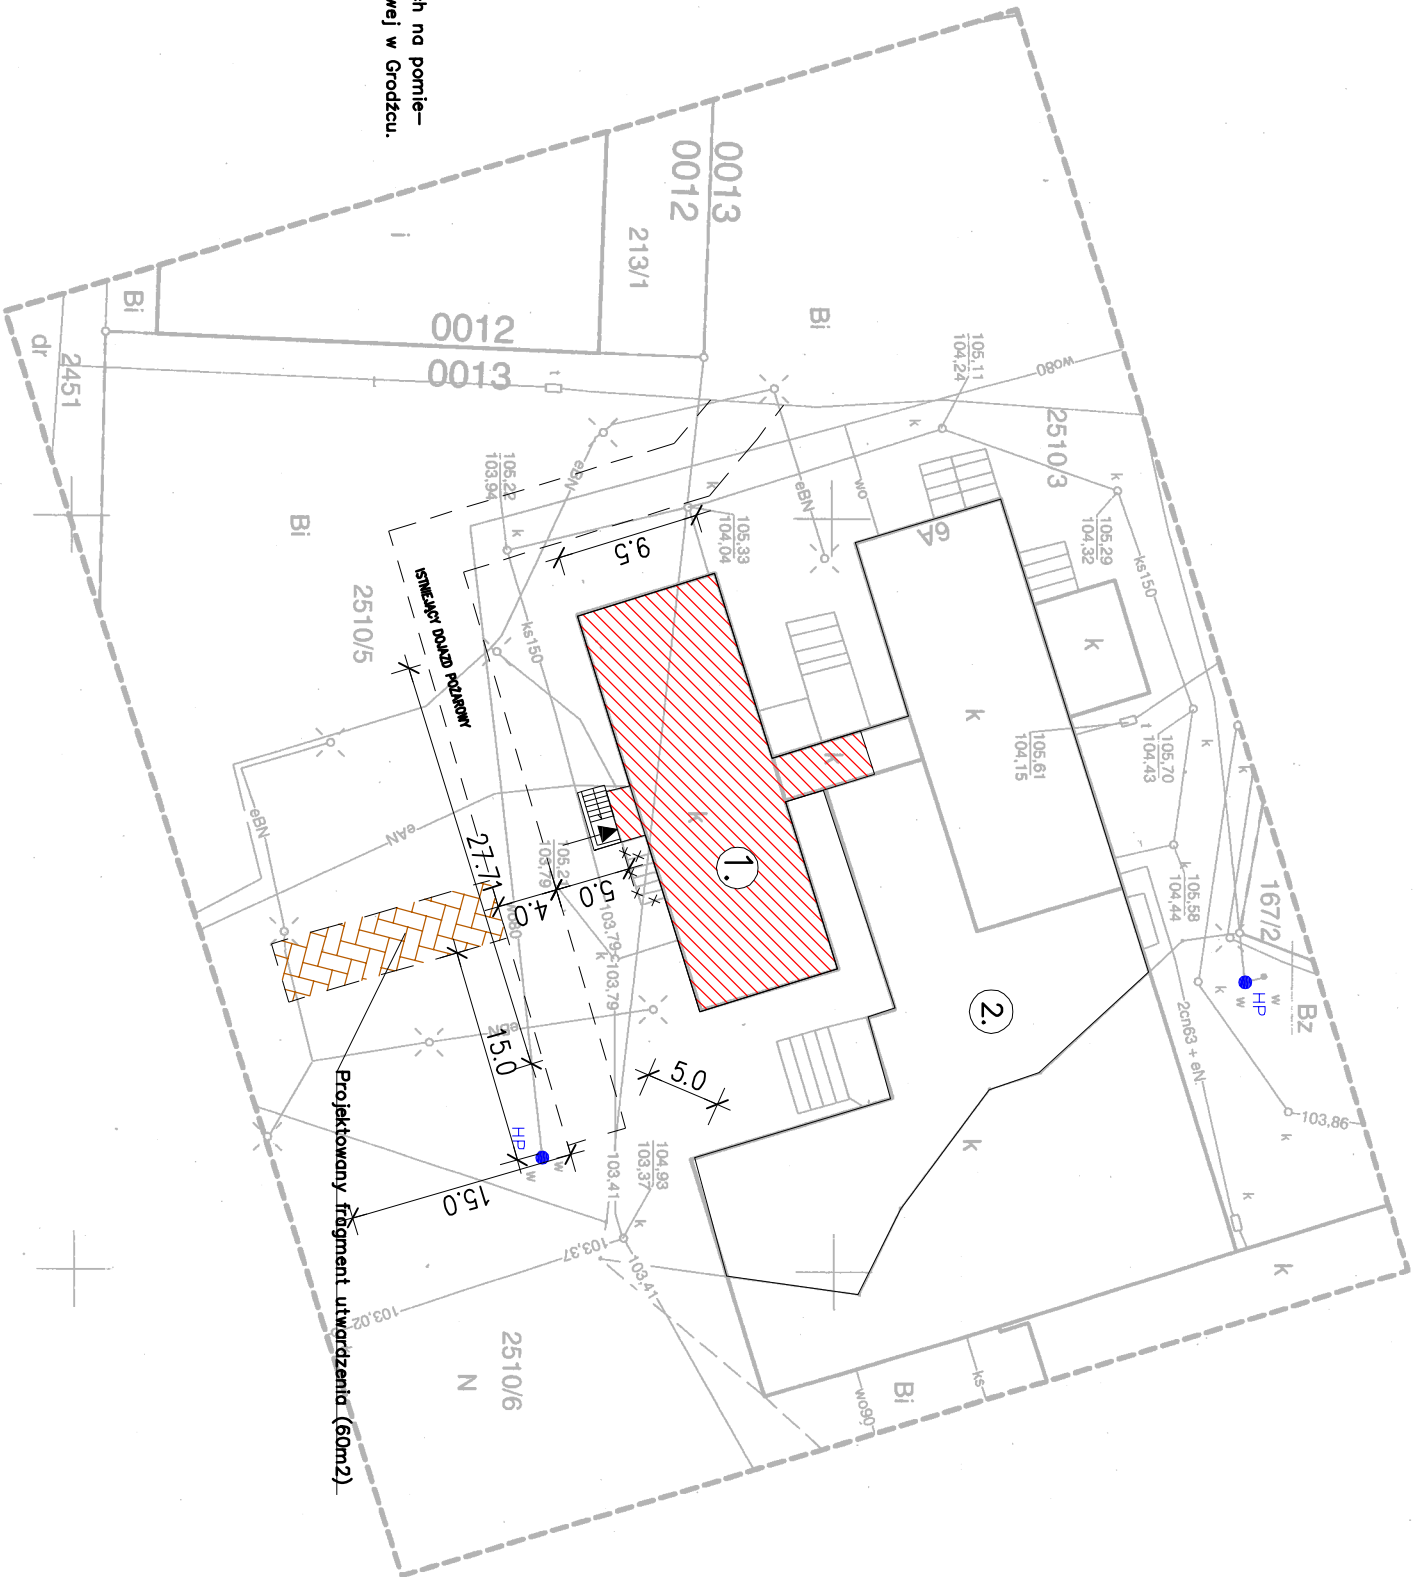 ch na pomie–
wej w Grodźcu.
0013
0012
213/1
Bi
i
0012
0013
Bi
dr
2451
t
t
105,11
104,24
wo80
2510/3
k
k
wo
eBN
eBN
105,22
103,94
k
k
105,33
104,04
6A
105,29
104,32
ks150
9.5
Bi
2510/5
ISTNIEJĄCY DOJAZD POŻAROWY
ks150
k
k
k
k
t
105,61
104,15
105,70
104,43
k
k
1.
k
105,58
104,44
167/2
27.71
eBN
eAN
5.0
4.0
wo80
103,79
103,79
k
15.0
eBN
2.
HP
w
w
k
Bz
2cn63 + eN
5.0
103,86
k
k
Projektowany fragment utwardzenia (60m2)
HP
w
w
15.0
104,93
103,37
103,41
k
103,37
103,41
103,02
2510/6
N
k
k
Bi
ks
wo90